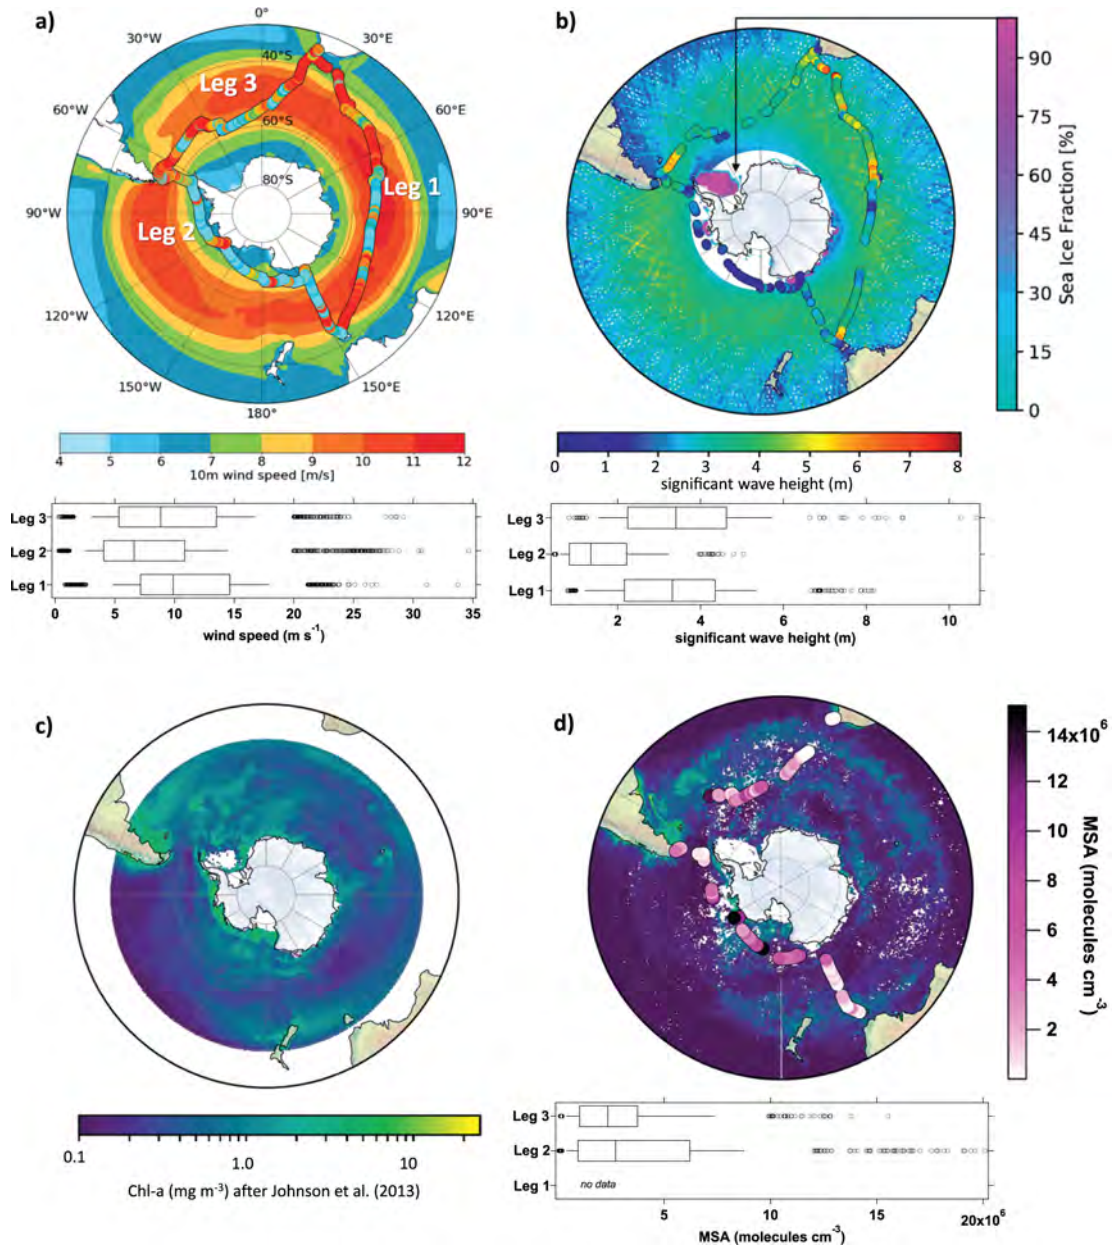 a)
0°
30°W
30°E
40°S
Leg 3
60°W
60°E
60°S
80°S
Leg 1
90°W
90°E
Leg 2
120°W
120°E
150°W
150°E
180°
4 5 6 7 8 9 10 11 12
10m wind speed [m/s]
Leg 3
Leg 2
Leg 1
0 5 10 15 20 25 30 35
wind speed (m s⁻¹)
b)
90
75
60
45
30
15
0
Sea Ice Fraction [%]
0 1 2 3 4 5 6 7 8
significant wave height (m)
Leg 3
Leg 2
Leg 1
2 4 6 8 10
significant wave height (m)
c)
0.1 1.0 10
Chl-a (mg m⁻³) after Johnson et al. (2013)
d)
14x10⁶
12
10
8
6
4
2
MSA (molecules cm⁻³)
Leg 3
Leg 2
Leg 1 no data
5 10 15 20x10⁶
MSA (molecules cm⁻³)